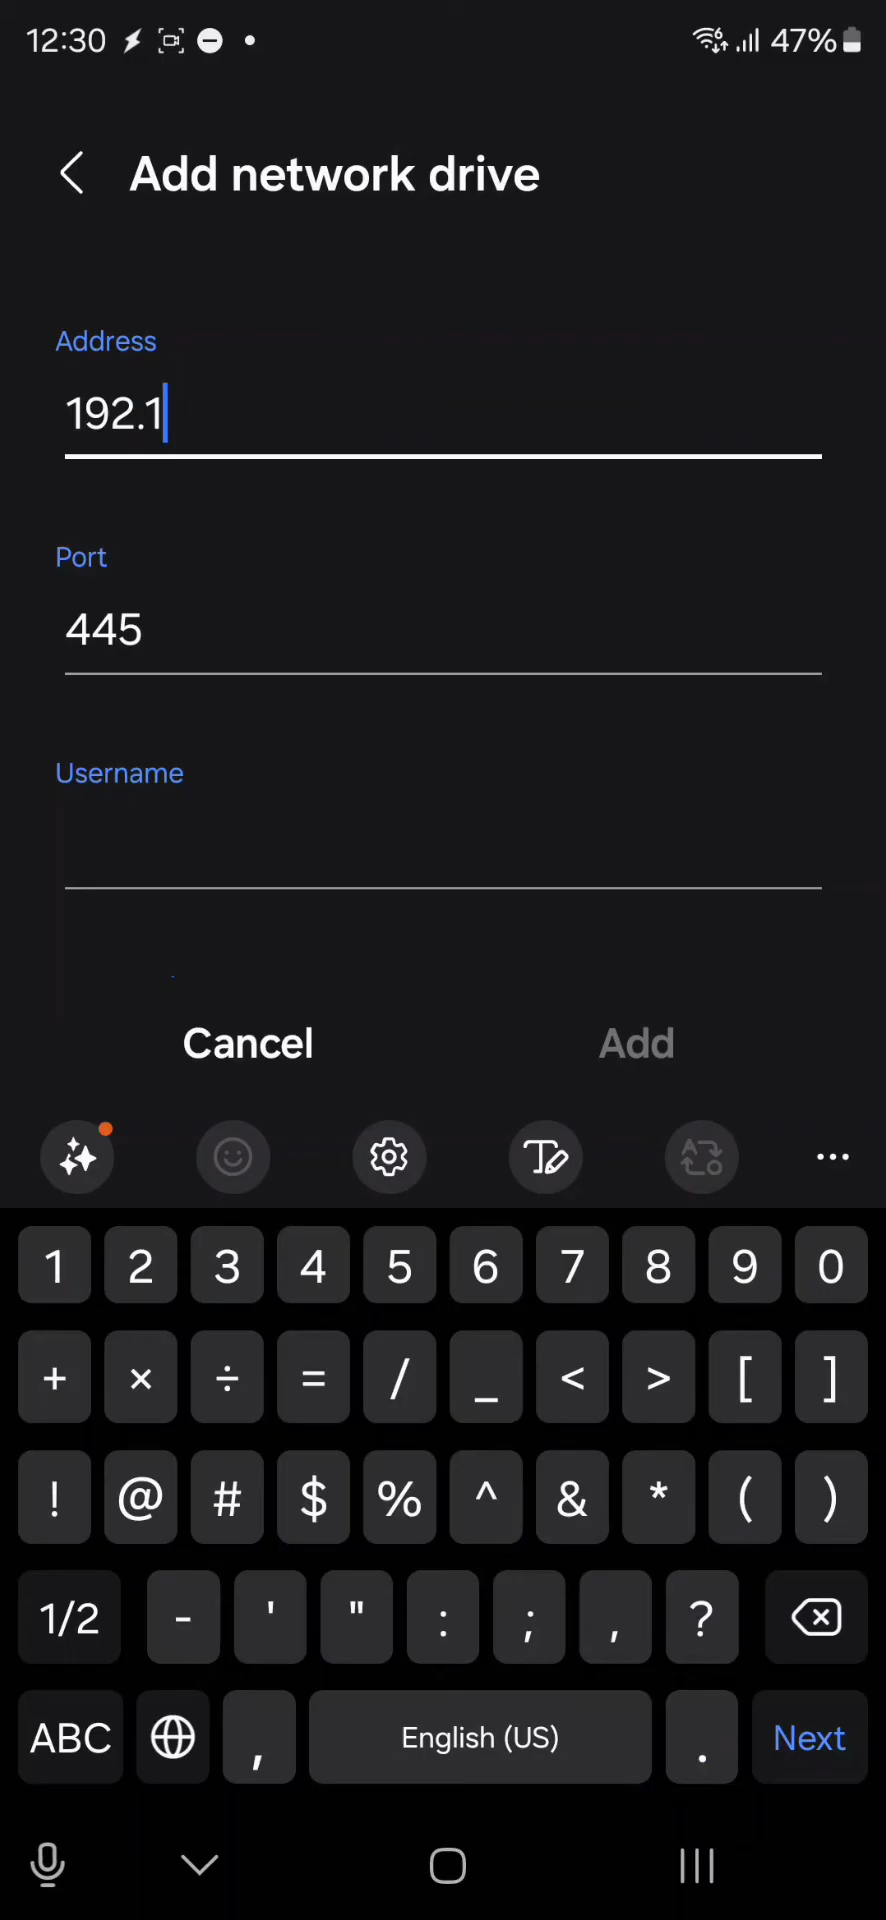 12:30 47%
Add network drive
Address
192.1
Port
445
Username
Cancel Add
1 2 3 4 5 6 7 8 9 0
+ × ÷ = / _ < > [ ]
! @ # $ % ^ & * ( )
1/2 - ' " : ; , ?
ABC , English (US) . Next